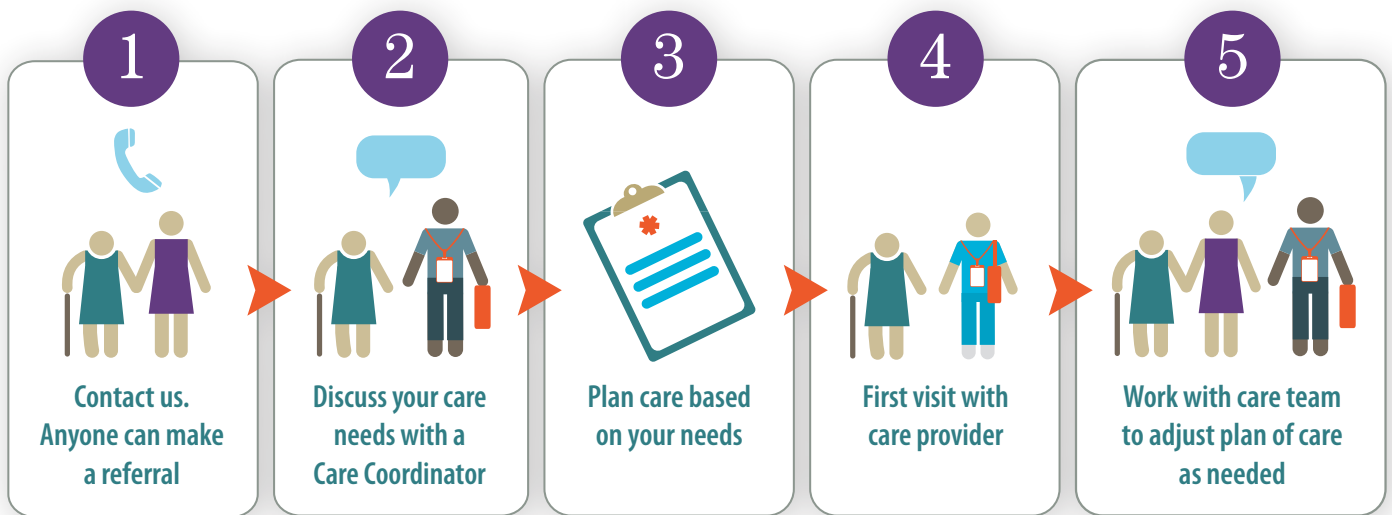 1
Contact us.
Anyone can make
a referral
2
Discuss your care
needs with a
Care Coordinator
3
Plan care based
on your needs
4
First visit with
care provider
5
Work with care team
to adjust plan of care
as needed